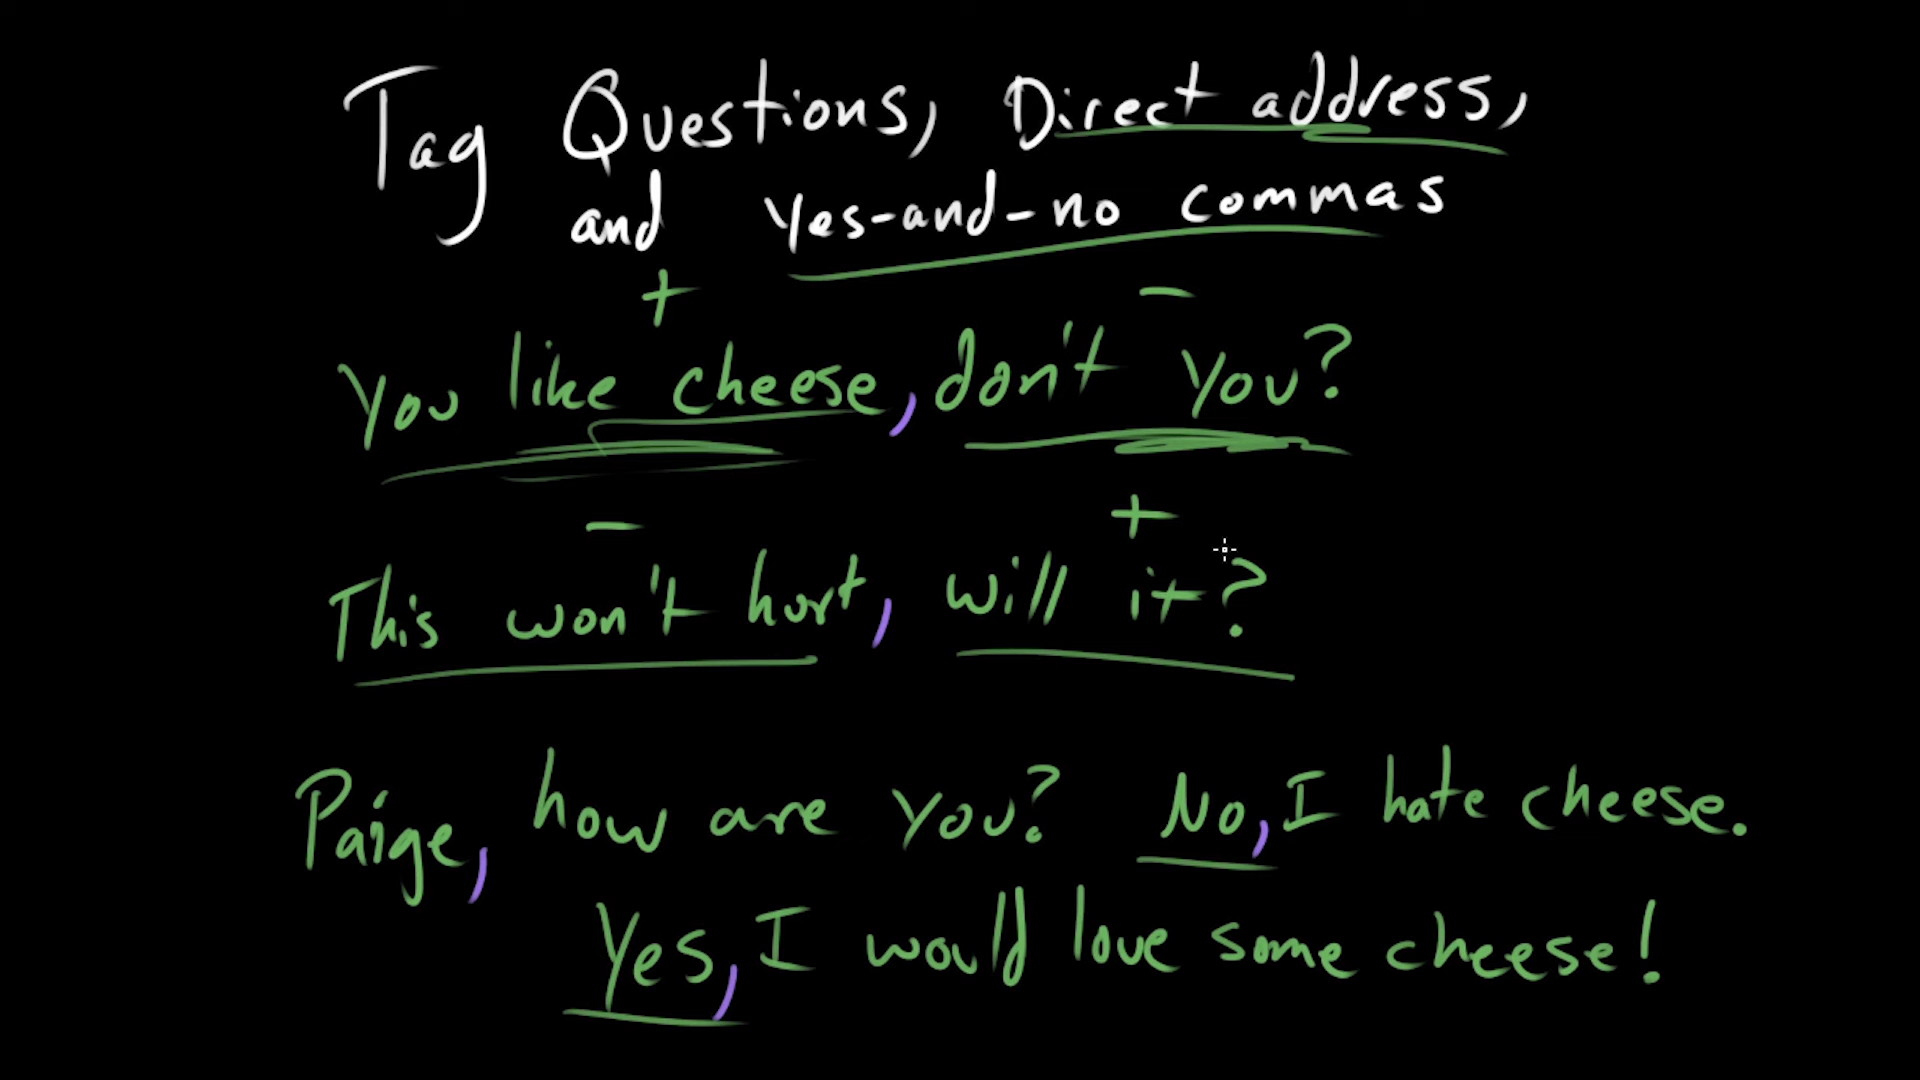 Tag Questions, Direct address,
and yes-and-no commas
+ -
You like cheese, don't you?
- +
This won't hurt, will it?
Paige, how are you? No, I hate cheese.
Yes, I would love some cheese!